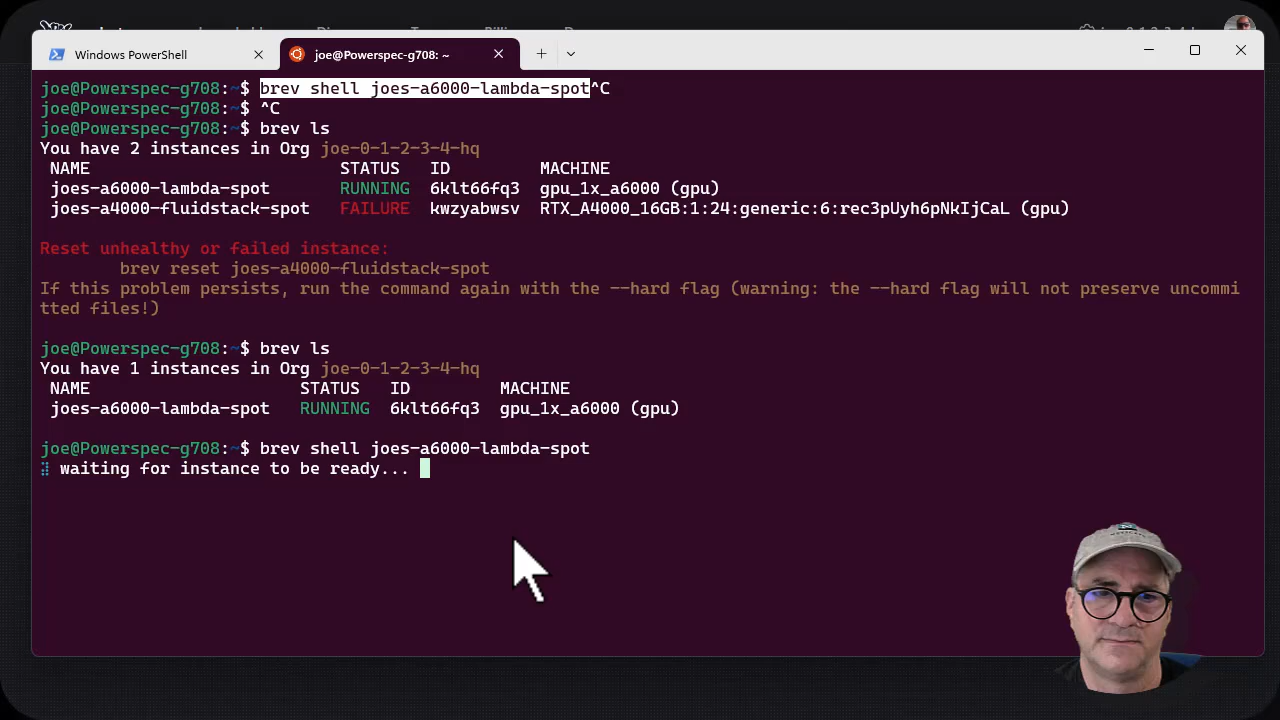 Windows PowerShell
joe@Powerspec-g708: ~
joe@Powerspec-g708:~$ brev shell joes-a6000-lambda-spot^C
joe@Powerspec-g708:~$ ^C
joe@Powerspec-g708:~$ brev ls
You have 2 instances in Org joe-0-1-2-3-4-hq
NAME STATUS ID MACHINE
joes-a6000-lambda-spot RUNNING 6klt66fq3 gpu_1x_a6000 (gpu)
joes-a4000-fluidstack-spot FAILURE kwzyabwsv RTX_A4000_16GB:1:24:generic:6:rec3pUyh6pNkIjCaL (gpu)
Reset unhealthy or failed instance:
brev reset joes-a4000-fluidstack-spot
If this problem persists, run the command again with the --hard flag (warning: the --hard flag will not preserve uncommi
tted files!)
joe@Powerspec-g708:~$ brev ls
You have 1 instances in Org joe-0-1-2-3-4-hq
NAME STATUS ID MACHINE
joes-a6000-lambda-spot RUNNING 6klt66fq3 gpu_1x_a6000 (gpu)
joe@Powerspec-g708:~$ brev shell joes-a6000-lambda-spot
waiting for instance to be ready...